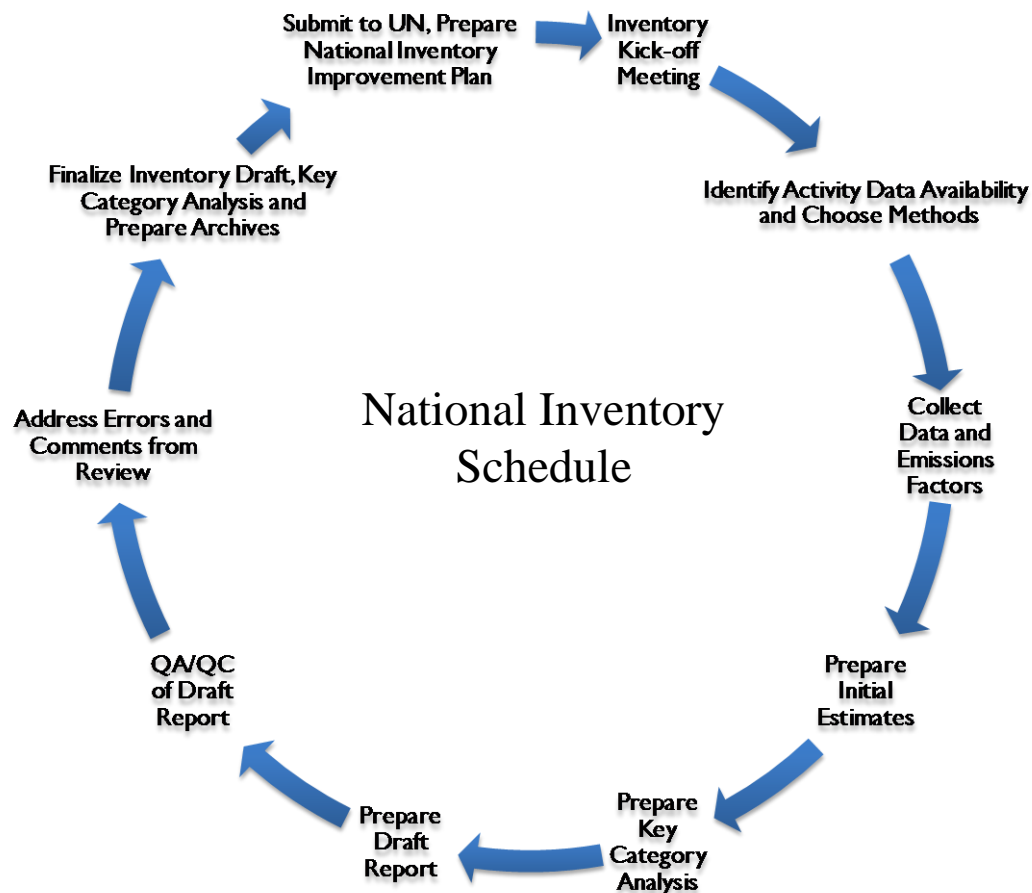 Submit to UN, Prepare
National Inventory
Improvement Plan
Inventory
Kick-off
Meeting
Identify Activity Data Availability
and Choose Methods
Collect
Data and
Emissions
Factors
Prepare
Initial
Estimates
Prepare
Key
Category
Analysis
Prepare
Draft
Report
QA/QC
of Draft
Report
Address Errors and
Comments from
Review
Finalize Inventory Draft, Key
Category Analysis and
Prepare Archives
National Inventory
Schedule